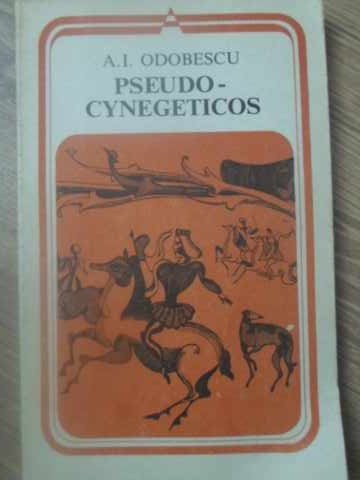 A.I. ODOBESCU
PSEUDO-
CYNEGETICOS